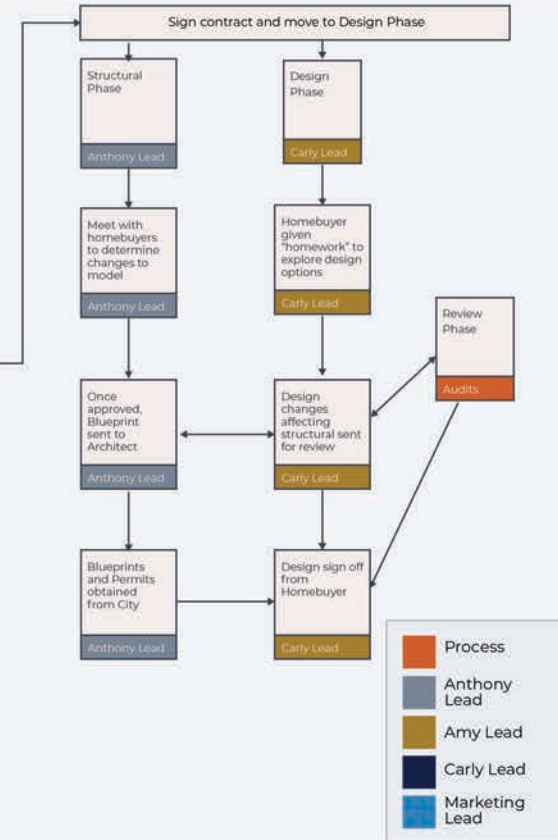 Sign contract and move to Design Phase
Structural
Phase
Anthony Lead
Design
Phase
Carly Lead
Meet with
homebuyers
to determine
changes to
model
Anthony Lead
Homebuyer
given
"homework" to
explore design
options
Carly Lead
Review
Phase
Audits
Once
approved,
Blueprint
sent to
Architect
Anthony Lead
Design
changes
affecting
structural sent
for review
Carly Lead
Blueprints
and Permits
obtained
from City
Anthony Lead
Design sign off
from
Homebuyer
Carly Lead
Process
Anthony
Lead
Amy Lead
Carly Lead
Marketing
Lead